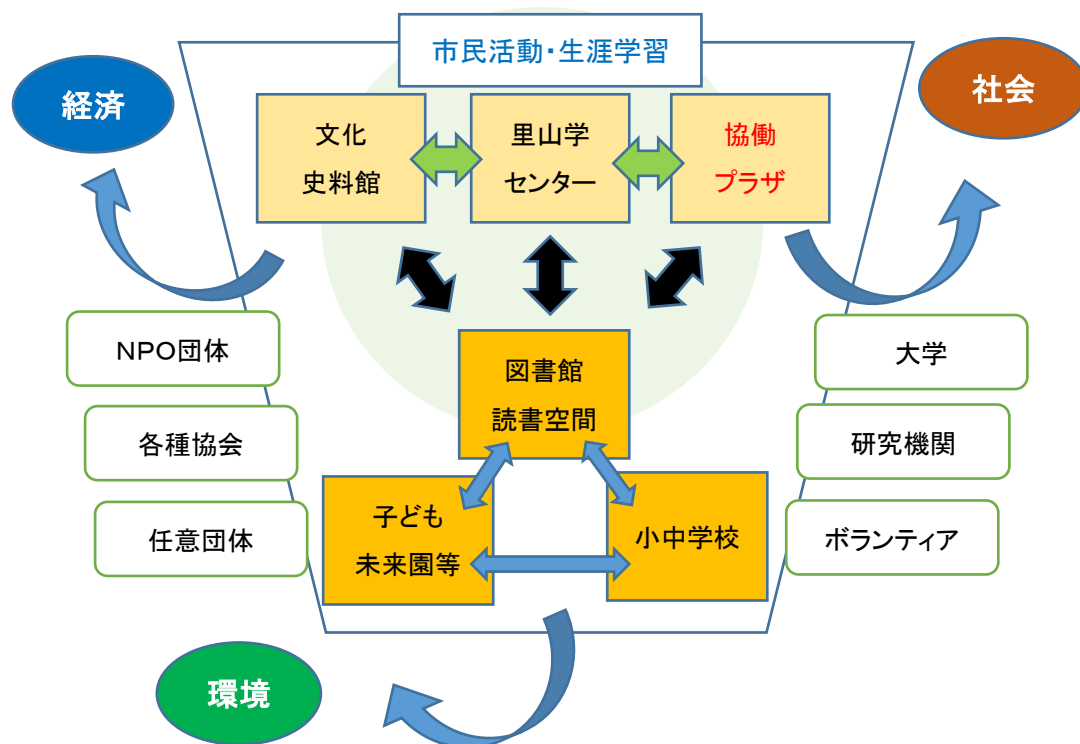 市民活動・生涯学習
経済
社会
文化
史料館
里山学
センター
協働
プラザ
NPO団体
各種協会
任意団体
図書館
読書空間
大学
研究機関
ボランティア
子ども
未来園等
小中学校
環境